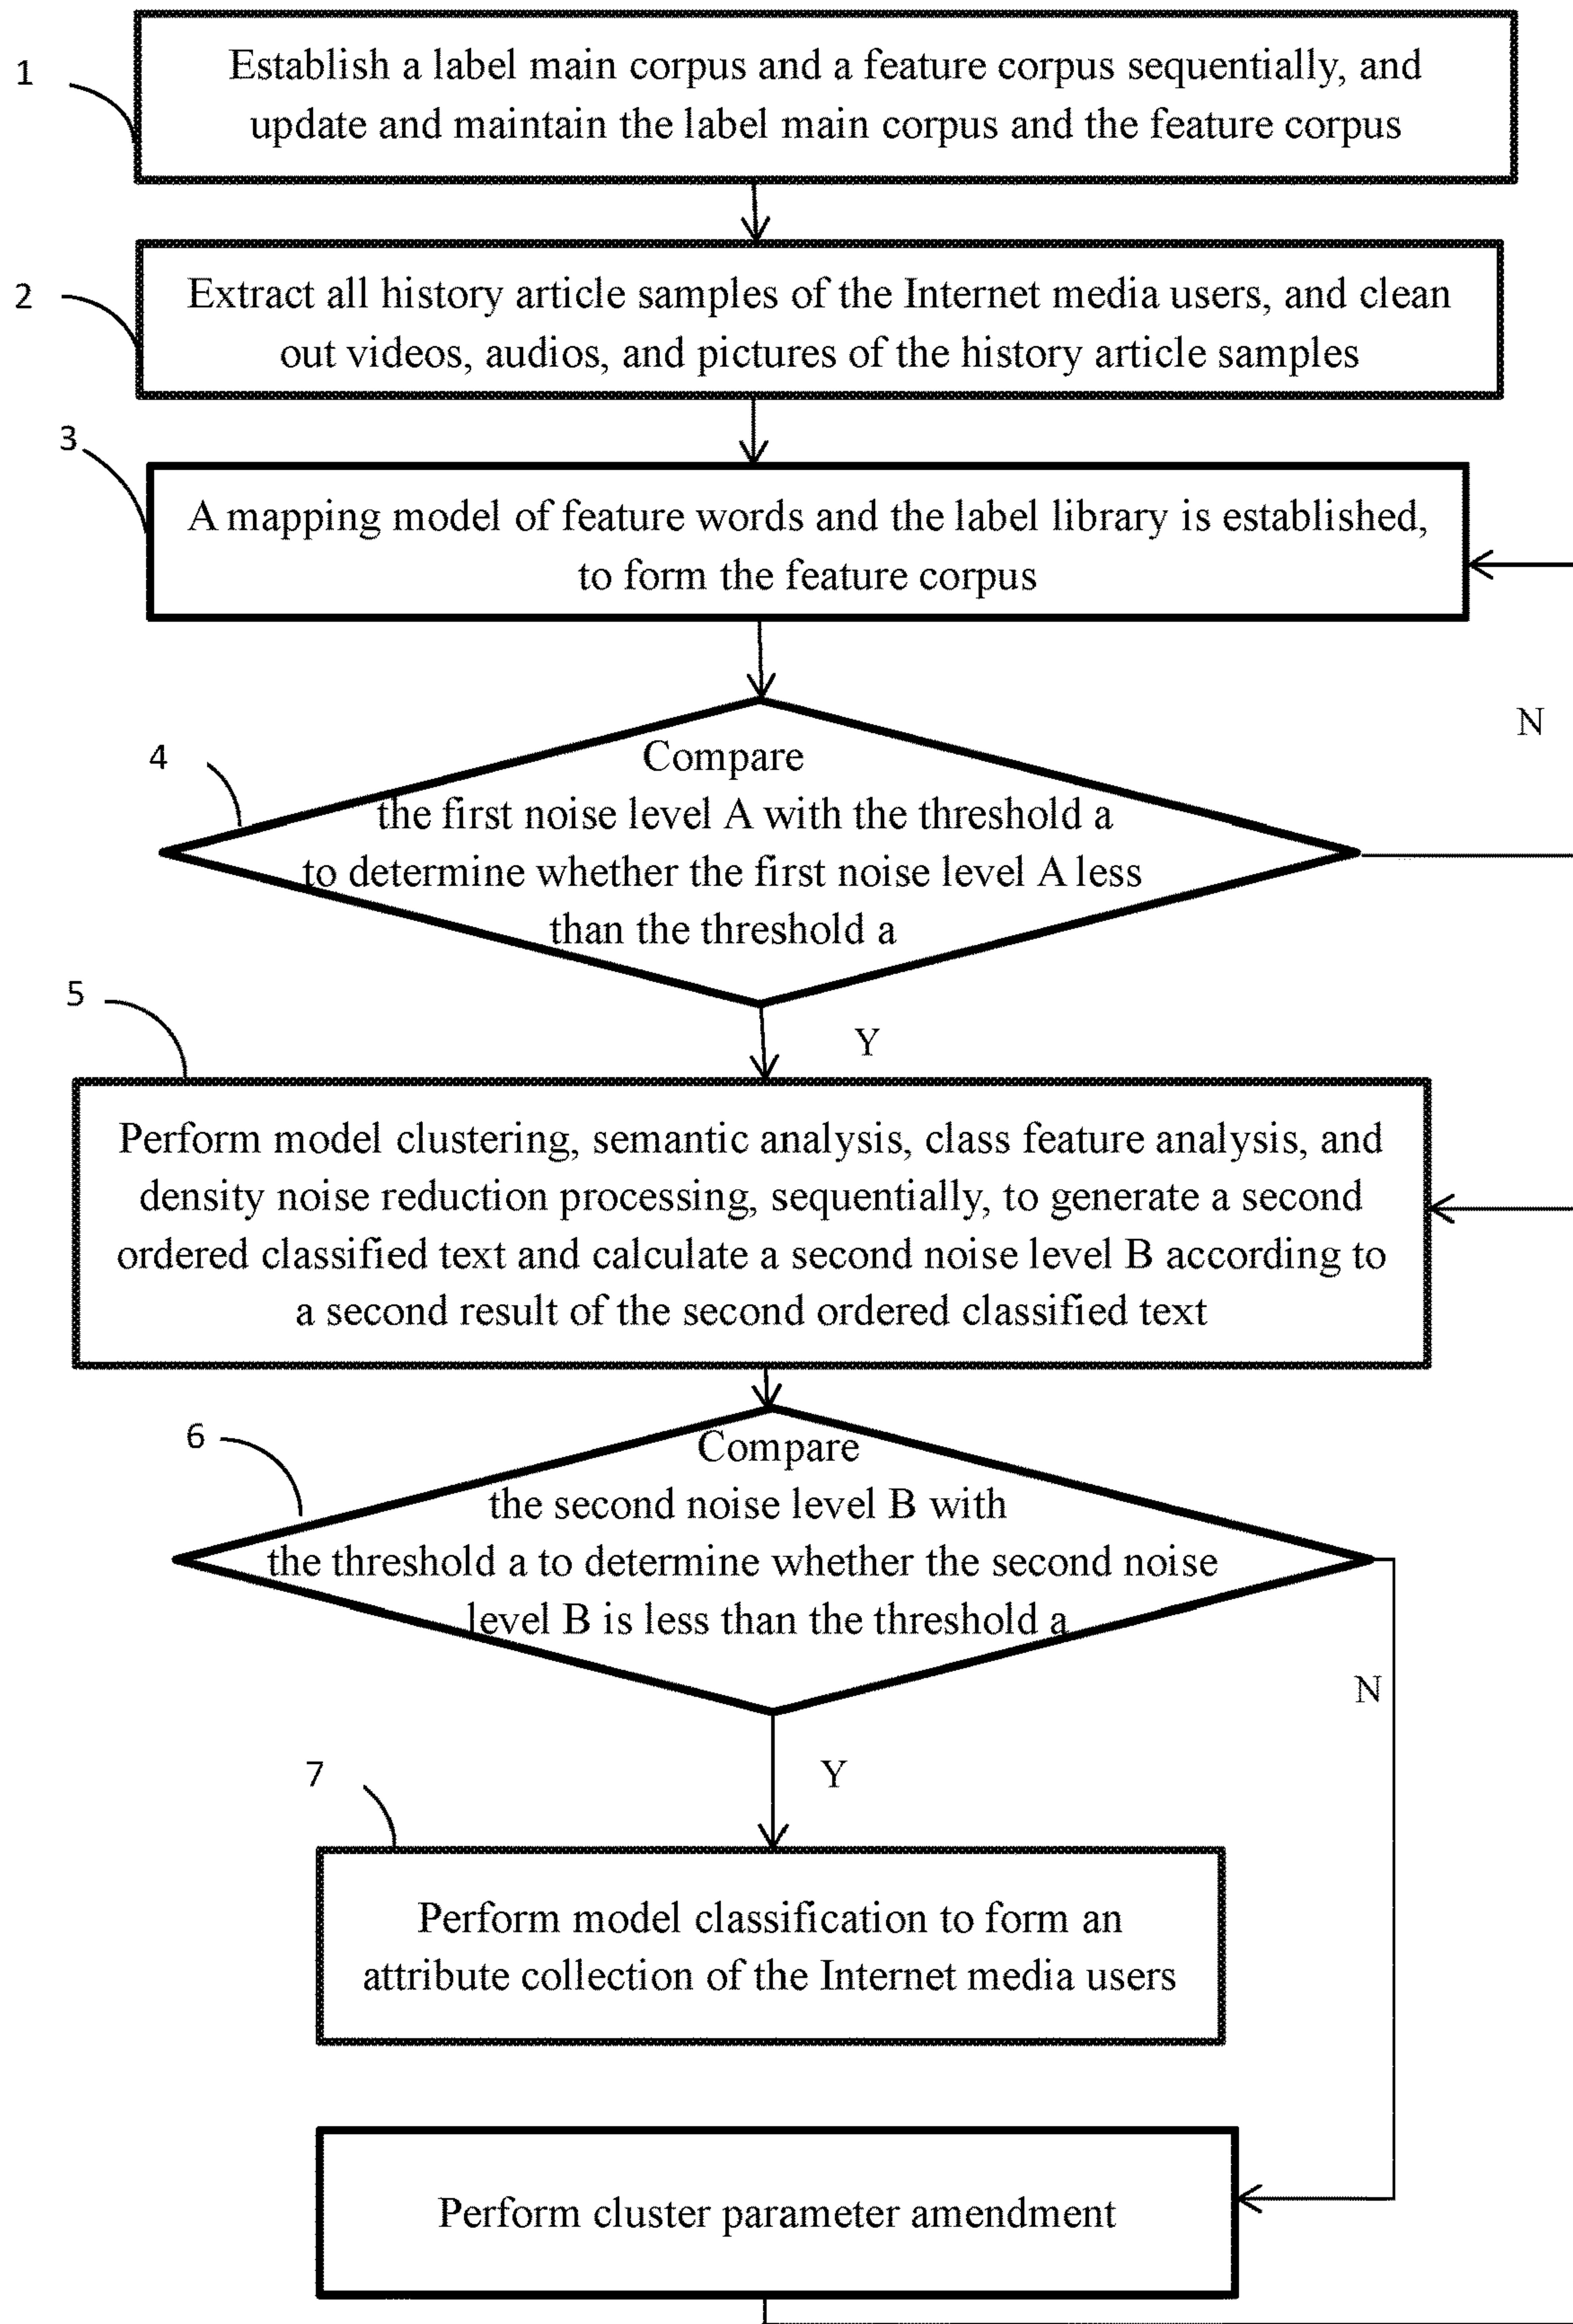 1
Establish a label main corpus and a feature corpus sequentially, and
update and maintain the label main corpus and the feature corpus
2
Extract all history article samples of the Internet media users, and clean
out videos, audios, and pictures of the history article samples
3
A mapping model of feature words and the label library is established,
to form the feature corpus
N
4
Compare
the first noise level A with the threshold a
to determine whether the first noise level A less
than the threshold a
5
Y
Perform model clustering, semantic analysis, class feature analysis, and
density noise reduction processing, sequentially, to generate a second
ordered classified text and calculate a second noise level B according to
a second result of the second ordered classified text
6
Compare
the second noise level B with
the threshold a to determine whether the second noise
level B is less than the threshold a
N
7
Y
Perform model classification to form an
attribute collection of the Internet media users
Perform cluster parameter amendment